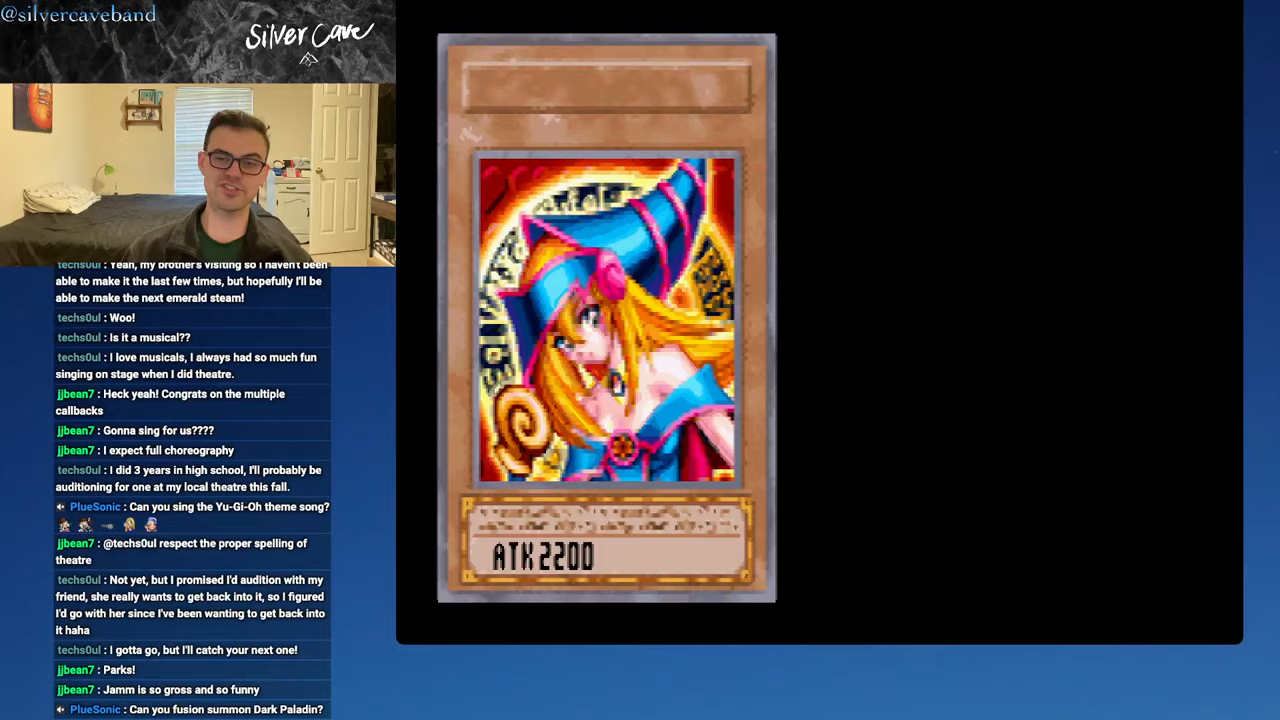 @silvercaveband
Silver Cave
techs0ul : Yeah, my brother's visiting so I haven't been
able to make it the last few times, but hopefully I'll be
able to make the next emerald steam!
techs0ul : Woo!
techs0ul : Is it a musical??
techs0ul : I love musicals, I always had so much fun
singing on stage when I did theatre.
jjbean7 : Heck yeah! Congrats on the multiple
callbacks
jjbean7 : Gonna sing for us????
jjbean7 : I expect full choreography
techs0ul : I did 3 years in high school, I'll probably be
auditioning for one at my local theatre this fall.
PlueSonic : Can you sing the Yu-Gi-Oh theme song?
jjbean7 : @techs0ul respect the proper spelling of
theatre
techs0ul : Not yet, but I promised I'd audition with my
friend, she really wants to get back into it, so I figured
I'd go with her since I've been wanting to get back into
it haha
techs0ul : I gotta go, but I'll catch your next one!
jjbean7 : Parks!
jjbean7 : Jamm is so gross and so funny
PlueSonic : Can you fusion summon Dark Paladin?
ATK2200